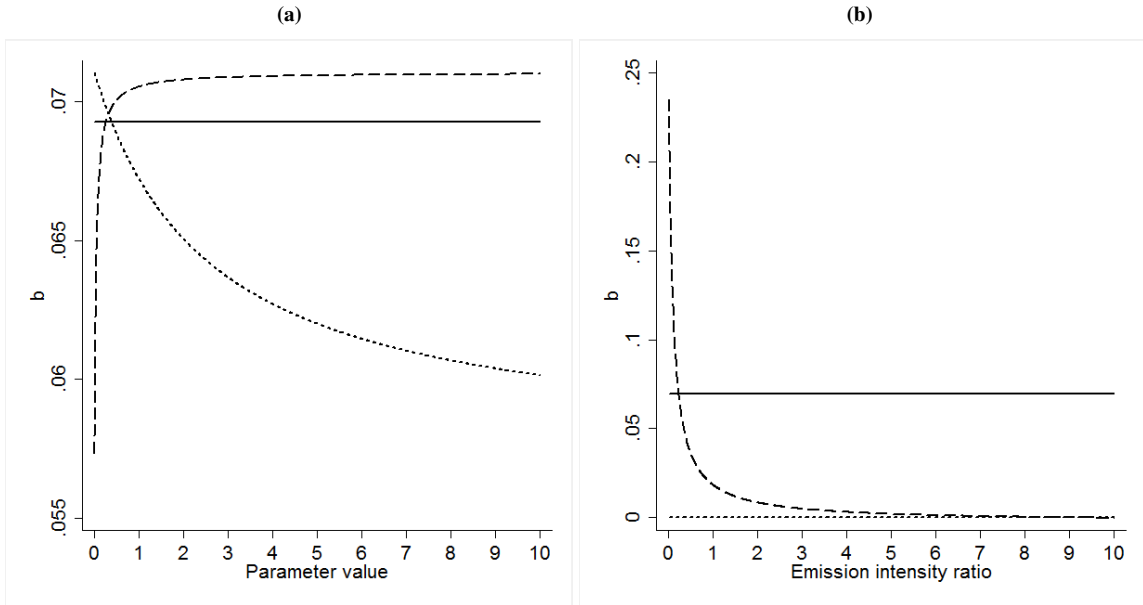 (a)
(b)
.07
.065
.06
.055
b
0 1 2 3 4 5 6 7 8 9 10
Parameter value
.25
.2
.15
.1
.05
0
b
0 1 2 3 4 5 6 7 8 9 10
Emission intensity ratio